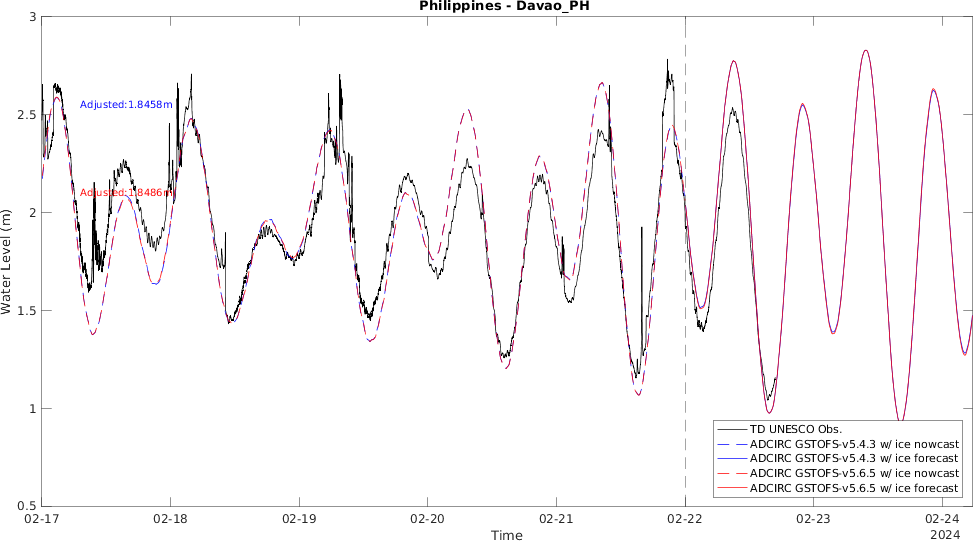 Philippines - Davao_PH
3
2.5
2
1.5
1
0.5
Water Level (m)
Adjusted:1.8458m
Adjusted:1.8486m
TD UNESCO Obs.
ADCIRC GSTOFS-v5.4.3 w/ ice nowcast
ADCIRC GSTOFS-v5.4.3 w/ ice forecast
ADCIRC GSTOFS-v5.6.5 w/ ice nowcast
ADCIRC GSTOFS-v5.6.5 w/ ice forecast
02-17 02-18 02-19 02-20 02-21 02-22 02-23 02-24
Time
2024